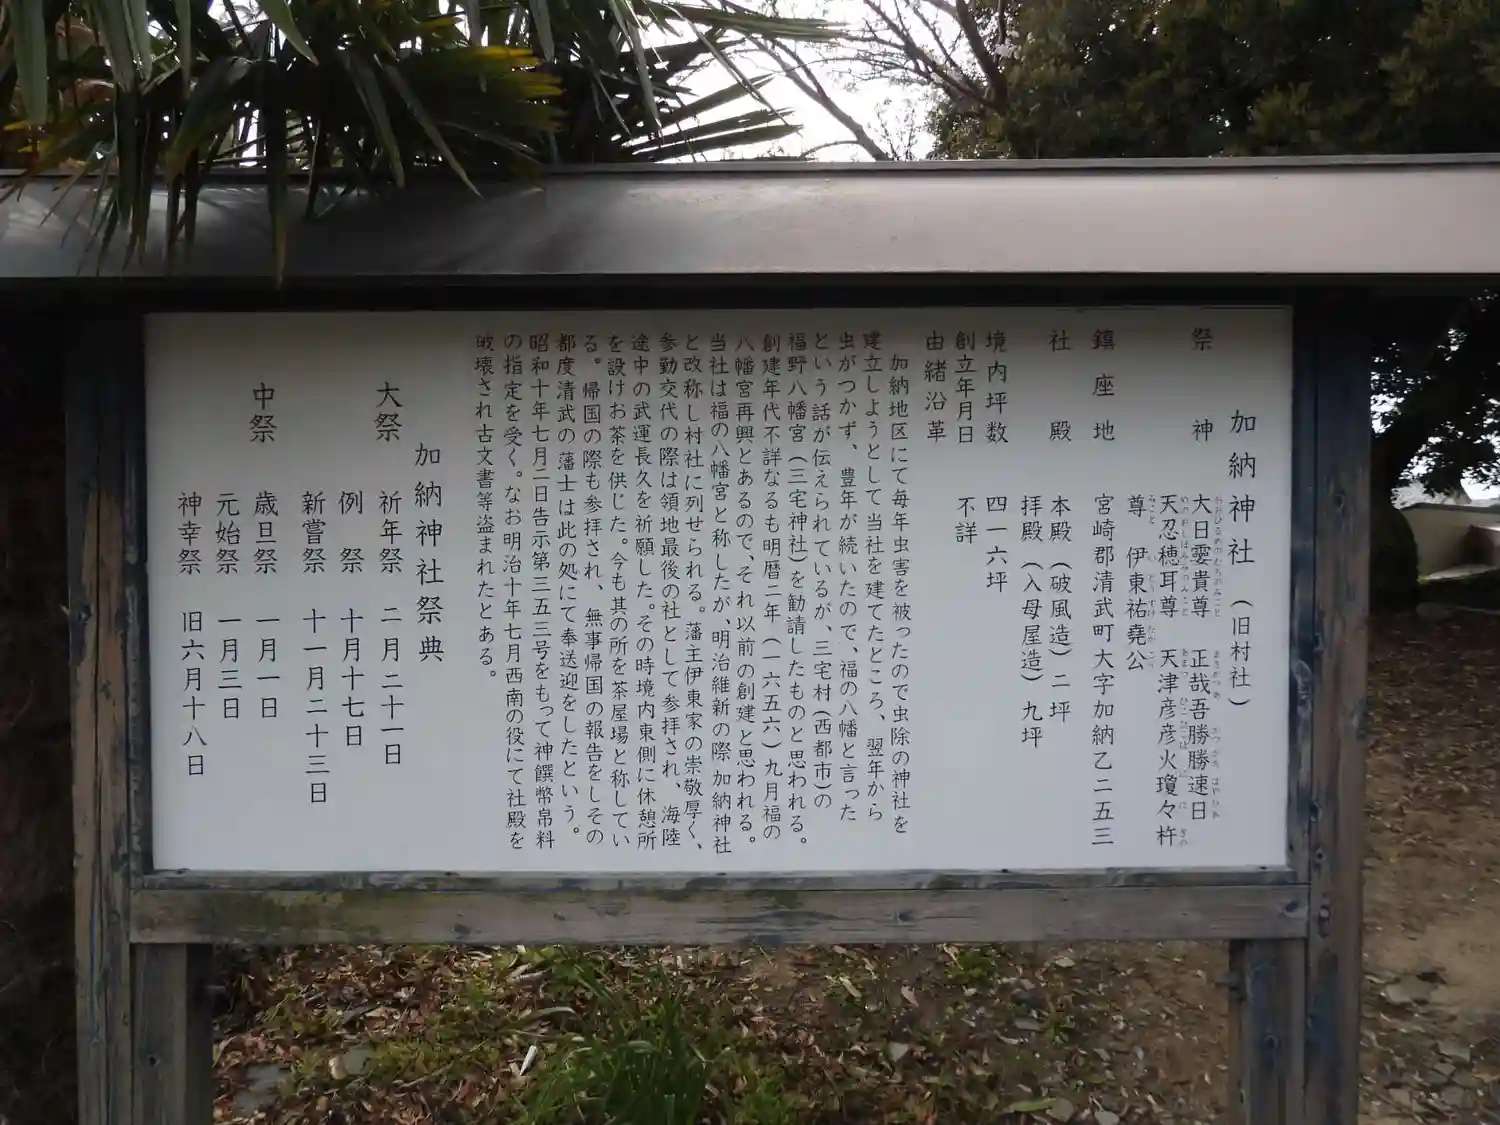 加納神社（旧村社）
祭神　大日孁貴尊　正哉吾勝勝速日
天忍穂耳尊　天津彦彦火瓊々杵
尊　伊東祐堯公
鎮座地　宮崎郡清武町大字加納乙二五三
社殿　本殿（破風造）二坪
拝殿（入母屋造）九坪
境内坪数　四一六坪
創立年月日　不詳
由緒沿革
加納地区にて毎年虫害を被ったので虫除の神社を
建立しようとして当社を建てたところ、翌年から
虫がつかず、豊年が続いたので、福の八幡と言った
という話が伝えられているが、三宅村（西都市）の
福野八幡宮（三宅神社）を勧請したものと思われる。
創建年代不詳なるも明暦二年（一六五六）九月福の
八幡宮再興とあるので、それ以前の創建と思われる。
当社は福の八幡宮と称したが、明治維新の際加納神社
と改称し村社に列せられる。藩主伊東家の崇敬厚く、
参勤交代の際は領地最後の社として参拝され、海陸
途中の武運長久を祈願した。その時境内東側に休憩所
を設けお茶を供じた。今も其の所を茶屋場と称してい
る。帰国の際も参拝され、無事帰国の報告をしその
都度清武の藩士は此の処にて奉送迎をしたという。
昭和十年七月二日告示第三五三号をもって神饌幣帛料
の指定を受く。なお明治十年七月西南の役にて社殿を
破壊され古文書等盗まれたとある。
加納神社祭典
大祭　祈年祭　二月二十一日
例祭　十月十七日
新嘗祭　十一月二十三日
中祭　歳旦祭　一月一日
元始祭　一月三日
神幸祭　旧六月十八日